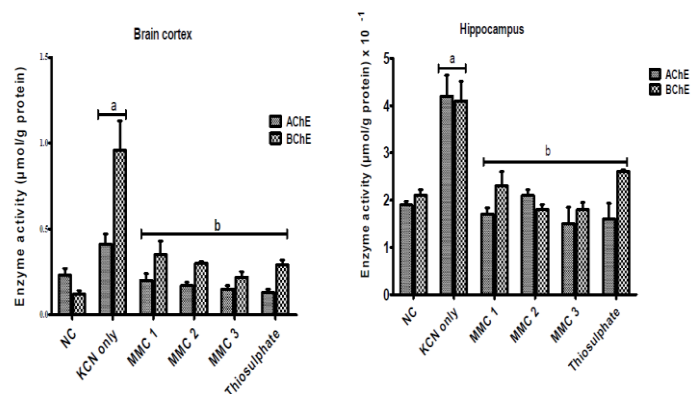 Brain cortex
Enzyme activity (µmol/g protein)
1.5
1.0
0.5
0.0
a
b
AChE
BChE
NC
KCN only
MMC 1
MMC 2
MMC 3
Thiosulphate
Hippocampus
Enzyme activity (µmol/g protein) x 10 ⁻¹
5
4
3
2
1
0
a
b
AChE
BChE
NC
KCN only
MMC 1
MMC 2
MMC 3
Thiosulphate